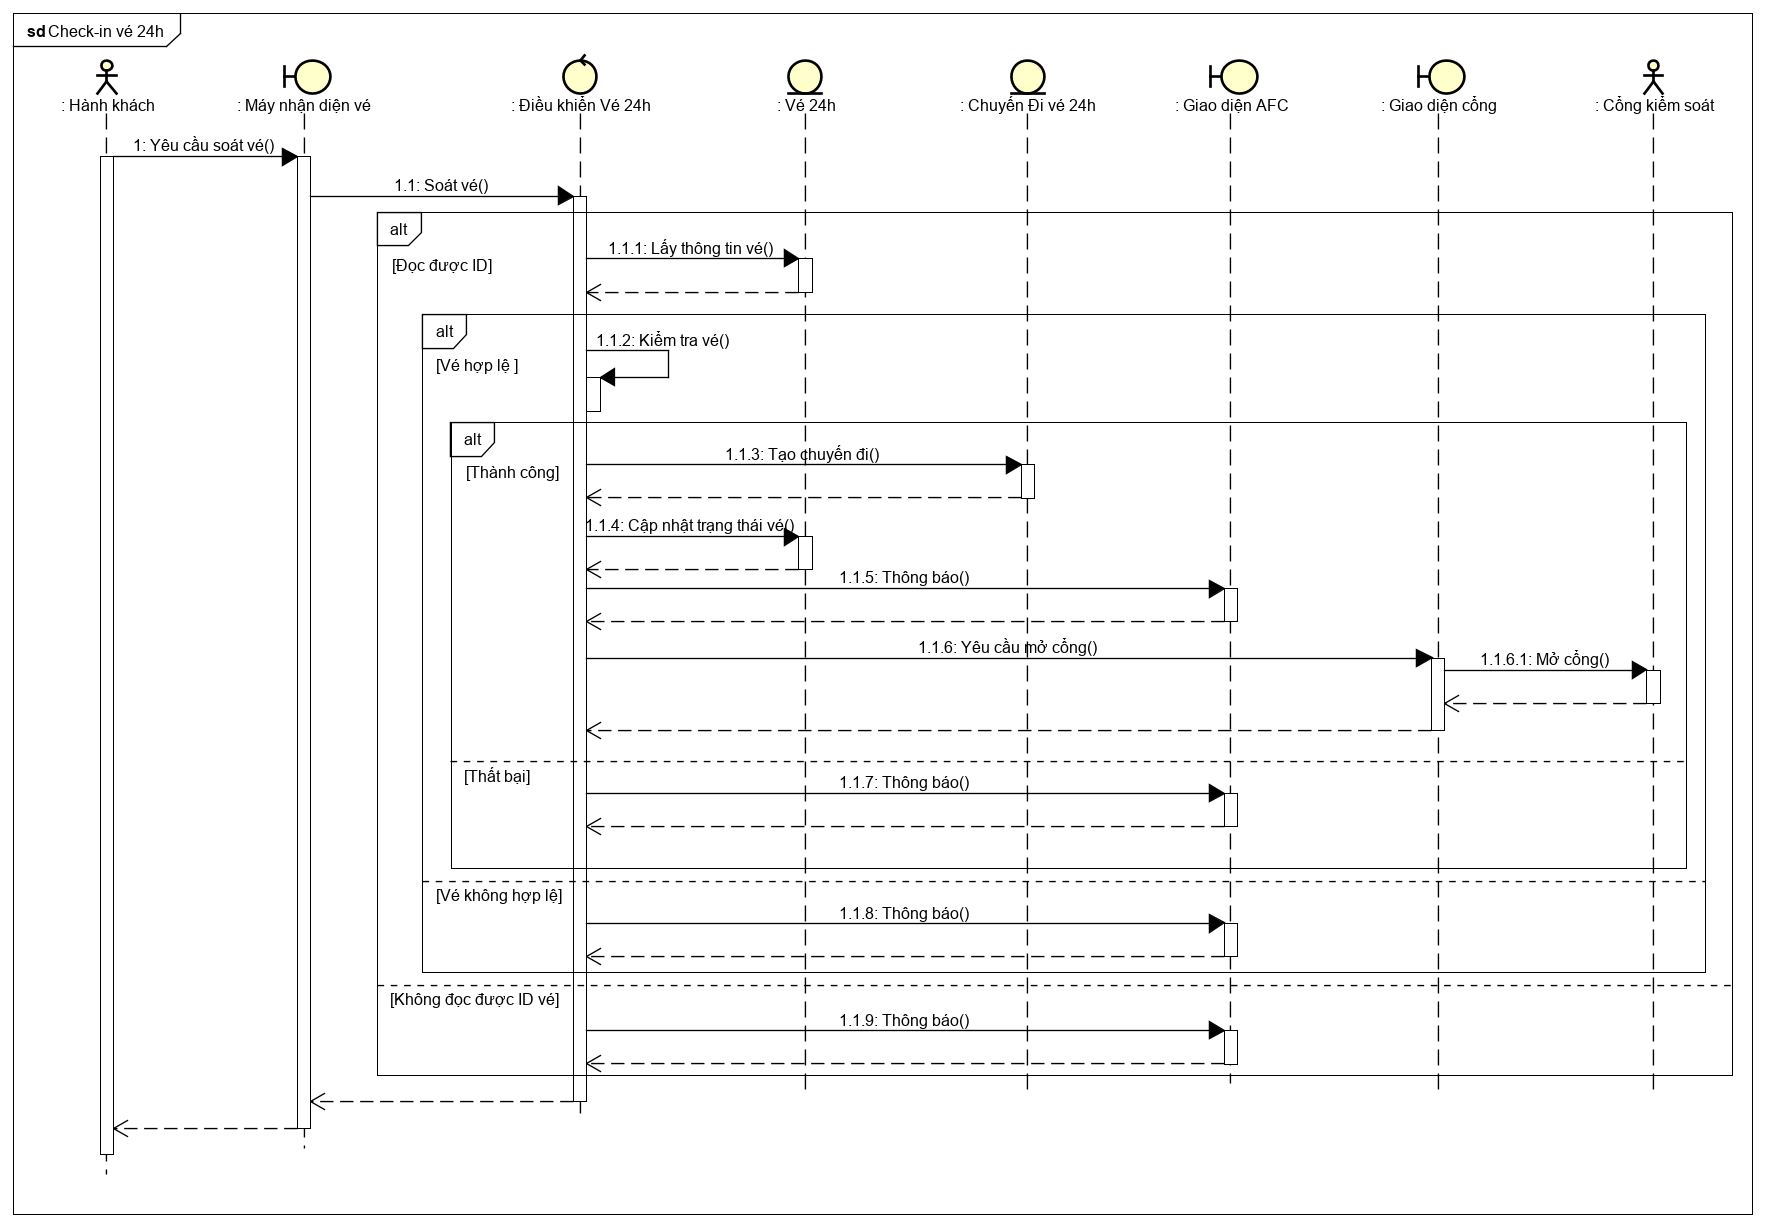 sd Check-in vé 24h
: Hành khách
: Máy nhận diện vé
: Điều khiển Vé 24h
: Vé 24h
: Chuyến Đi vé 24h
: Giao diện AFC
: Giao diện cổng
: Cổng kiểm soát
1: Yêu cầu soát vé()
1.1: Soát vé()
alt
[Đọc được ID]
1.1.1: Lấy thông tin vé()
alt
[Vé hợp lệ ]
1.1.2: Kiểm tra vé()
alt
[Thành công]
1.1.3: Tạo chuyến đi()
1.1.4: Cập nhật trạng thái vé()
1.1.5: Thông báo()
1.1.6: Yêu cầu mở cổng()
1.1.6.1: Mở cổng()
[Thất bại]
1.1.7: Thông báo()
[Vé không hợp lệ]
1.1.8: Thông báo()
[Không đọc được ID vé]
1.1.9: Thông báo()